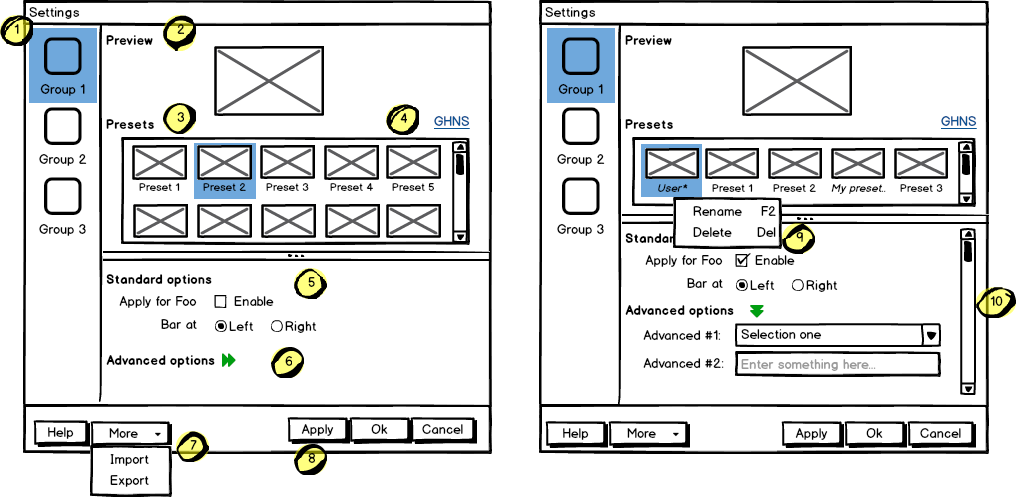 Settings
1
2
Preview
Group 1
3
4
Presets
GHNS
Preset 1
Preset 2
Preset 3
Preset 4
Preset 5
Group 2
Group 3
5
Standard options
Apply for Foo
Enable
Bar at
Left
Right
Advanced options
6
Help
More
Apply
Ok
Cancel
7
8
Import
Export
Settings
Preview
Group 1
Presets
GHNS
User*
Preset 1
Preset 2
My preset..
Preset 3
Group 2
Group 3
Rename F2
Delete Del
9
Standa
Apply for Foo
Enable
Bar at
Left
Right
10
Advanced options
Advanced #1:
Selection one
Advanced #2:
Enter something here...
Help
More
Apply
Ok
Cancel